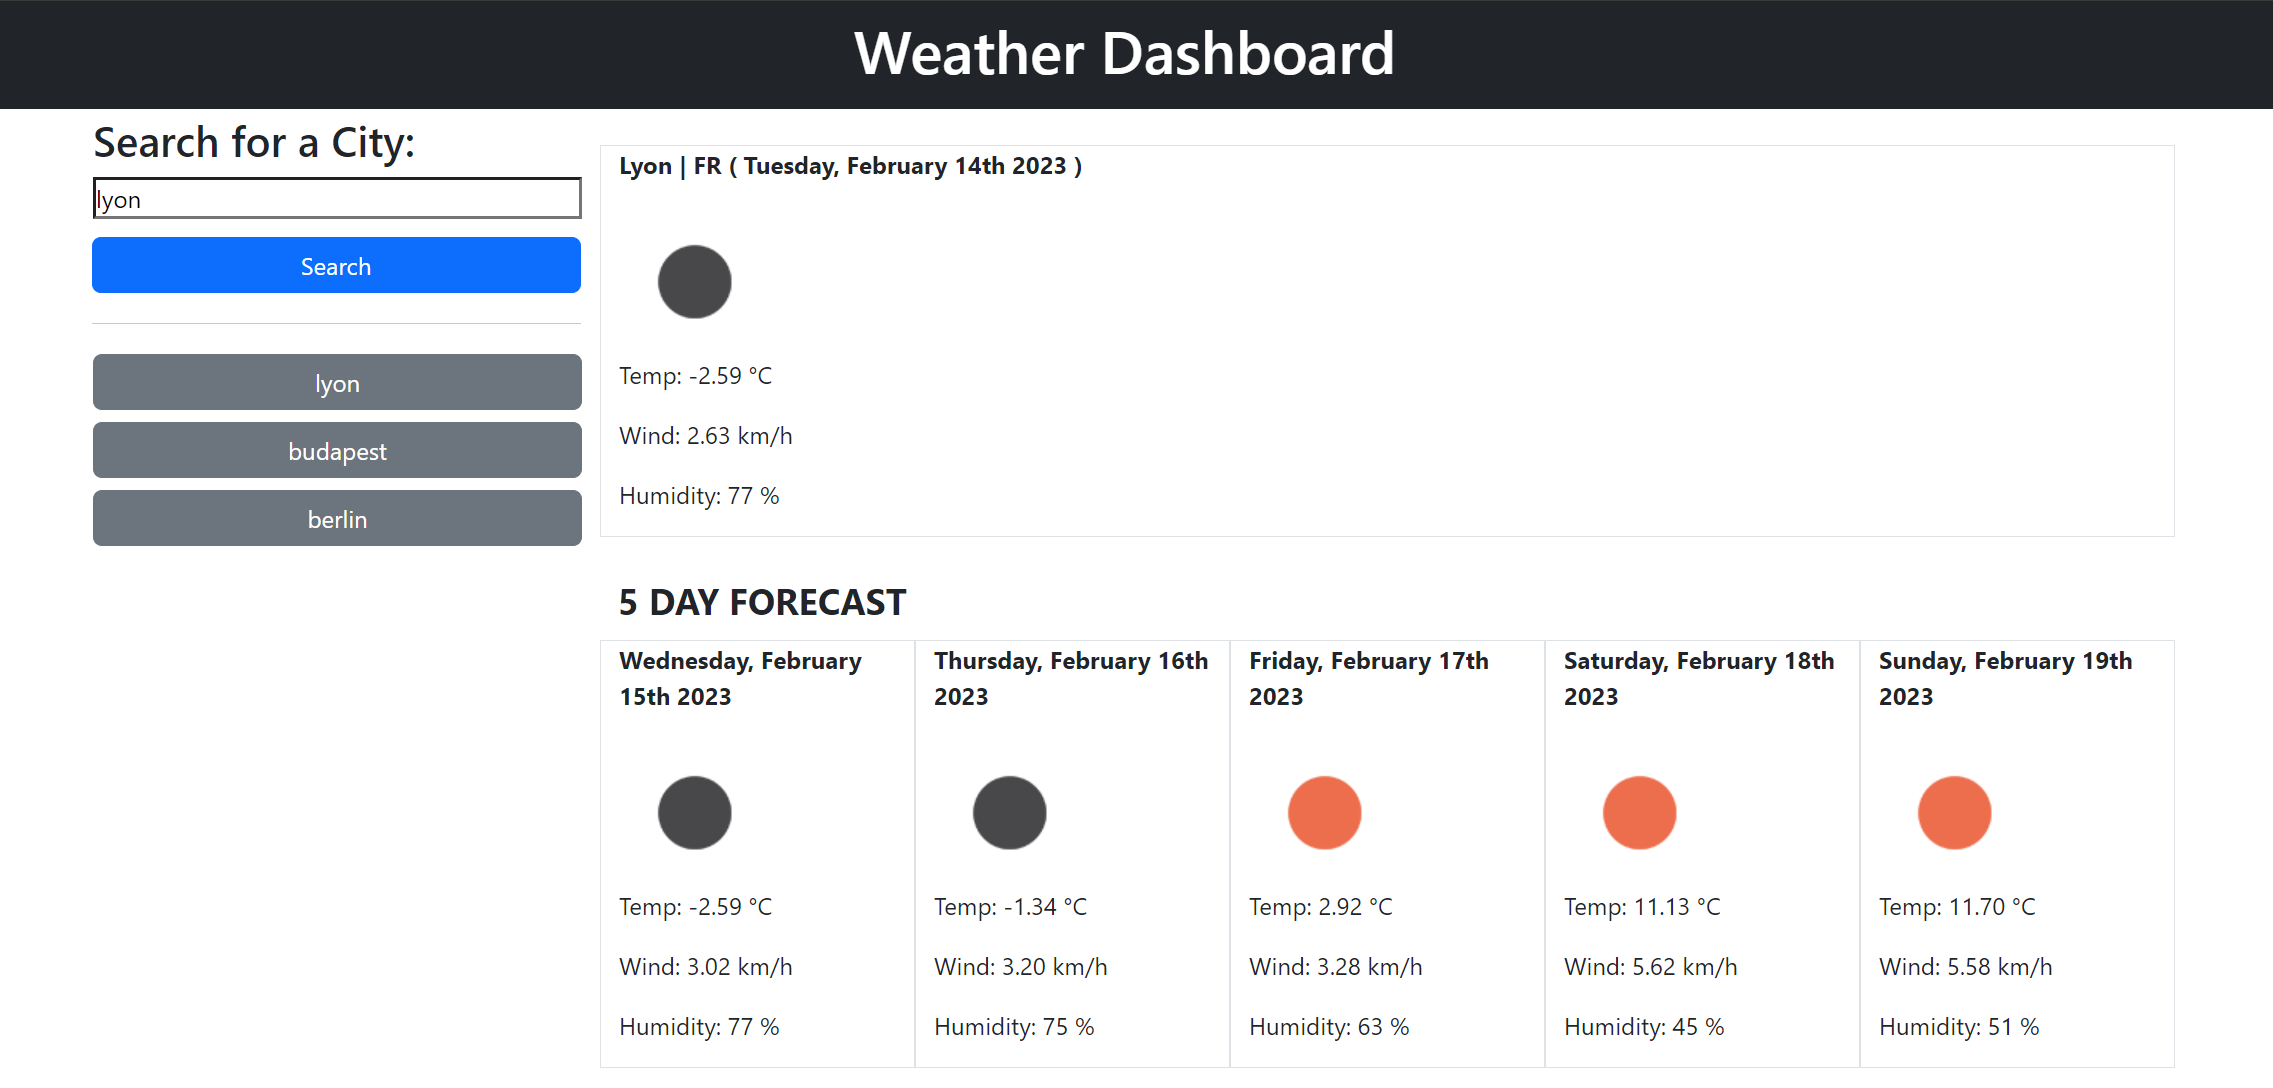 Weather Dashboard
Search for a City:
lyon
Search
lyon
budapest
berlin
Lyon | FR ( Tuesday, February 14th 2023 )
Temp: -2.59 °C
Wind: 2.63 km/h
Humidity: 77 %
5 DAY FORECAST
Wednesday, February
15th 2023
Temp: -2.59 °C
Wind: 3.02 km/h
Humidity: 77 %
Thursday, February 16th
2023
Temp: -1.34 °C
Wind: 3.20 km/h
Humidity: 75 %
Friday, February 17th
2023
Temp: 2.92 °C
Wind: 3.28 km/h
Humidity: 63 %
Saturday, February 18th
2023
Temp: 11.13 °C
Wind: 5.62 km/h
Humidity: 45 %
Sunday, February 19th
2023
Temp: 11.70 °C
Wind: 5.58 km/h
Humidity: 51 %